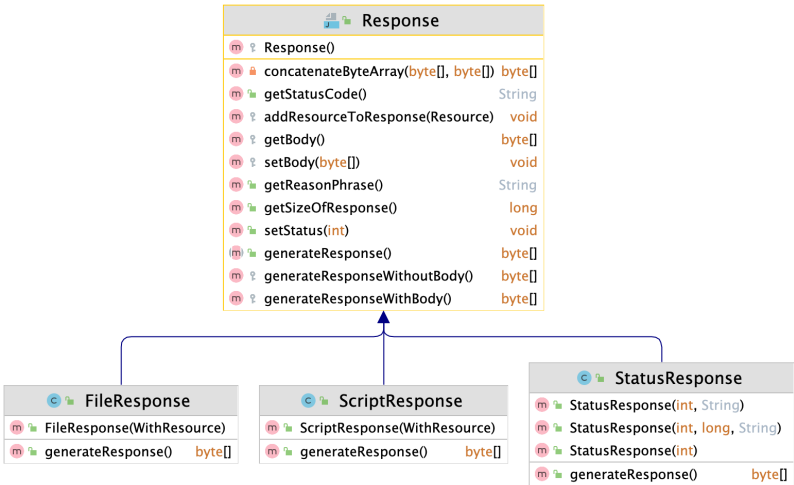 Response
Response()
concatenateByteArray(byte[], byte[]) byte[]
getStatusCode() String
addResourceToResponse(Resource) void
getBody() byte[]
setBody(byte[]) void
getReasonPhrase() String
getSizeOfResponse() long
setStatus(int) void
generateResponse() byte[]
generateResponseWithoutBody() byte[]
generateResponseWithBody() byte[]
FileResponse
FileResponse(WithResource)
generateResponse() byte[]
ScriptResponse
ScriptResponse(WithResource)
generateResponse() byte[]
StatusResponse
StatusResponse(int, String)
StatusResponse(int, long, String)
StatusResponse(int)
generateResponse() byte[]